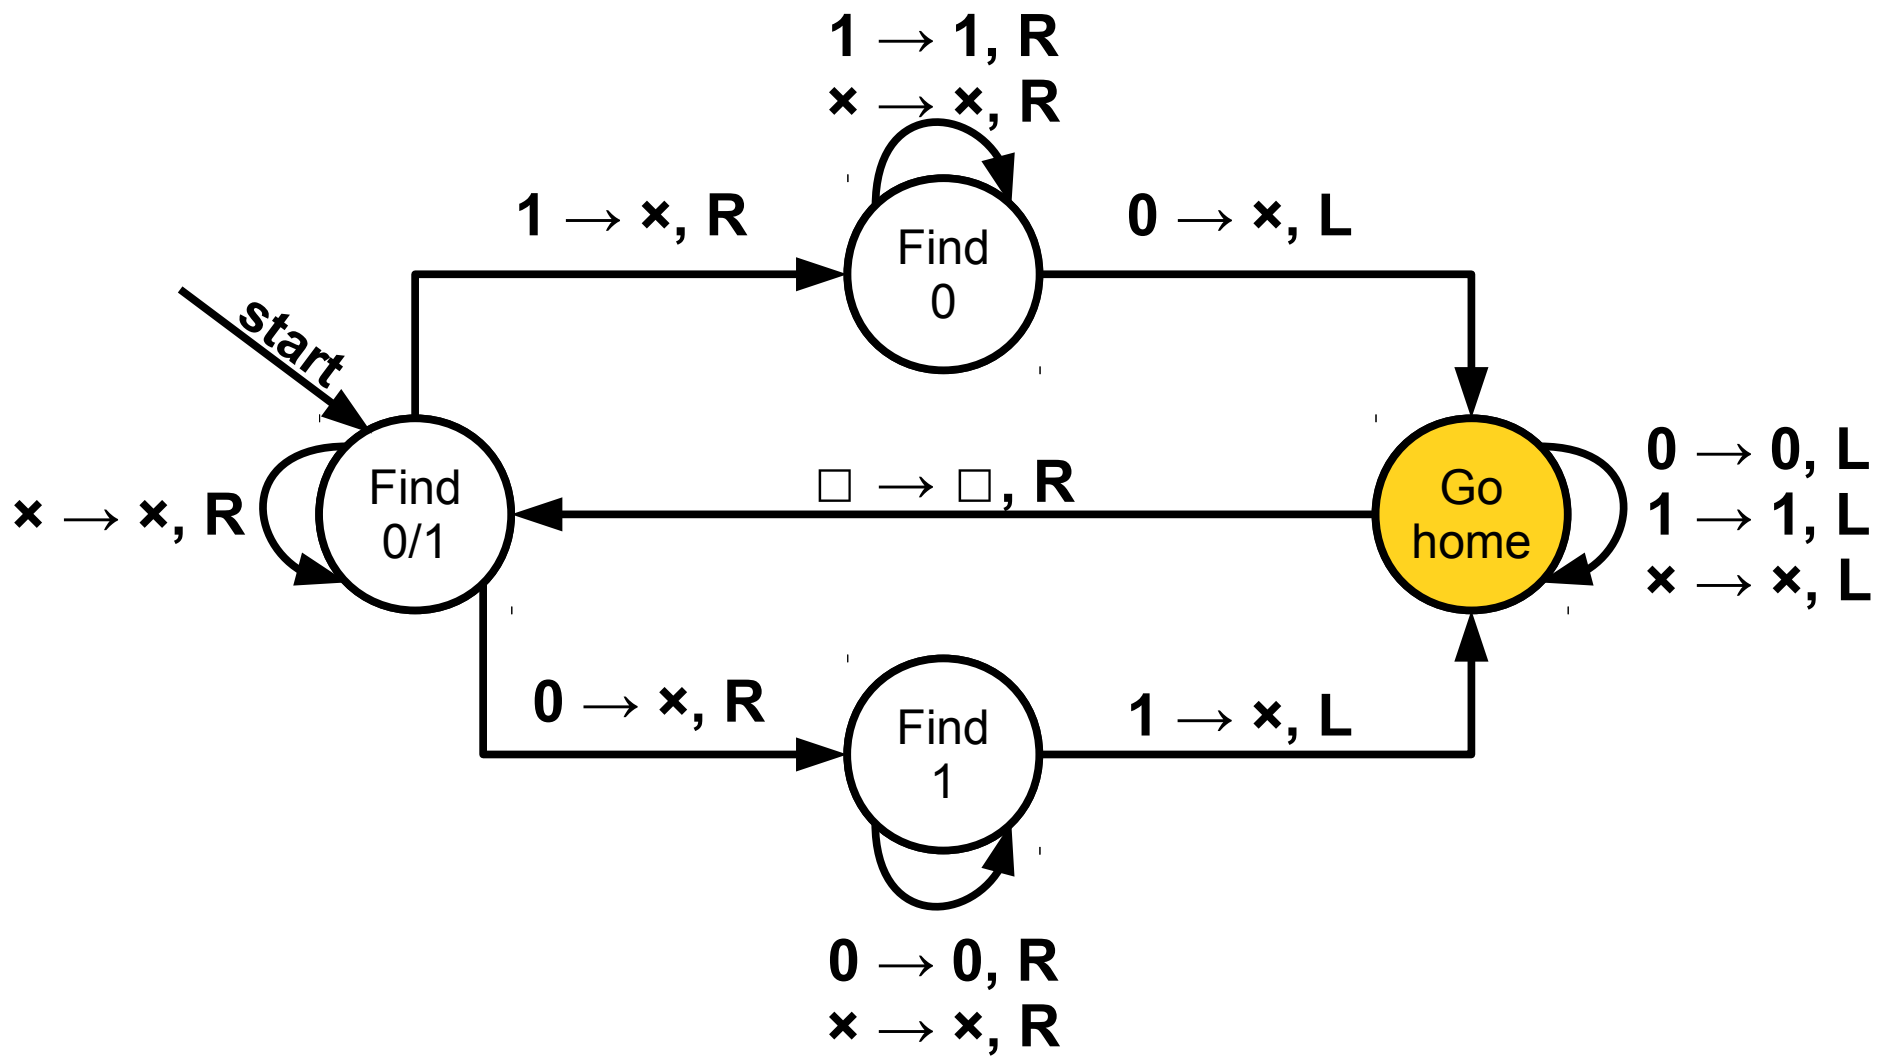 1 → 1, R
× → ×, R
1 → ×, R
0 → ×, L
Find
0
start
Find
0/1
× → ×, R
□ → □, R
Go
home
0 → 0, L
1 → 1, L
× → ×, L
0 → ×, R
1 → ×, L
Find
1
0 → 0, R
× → ×, R